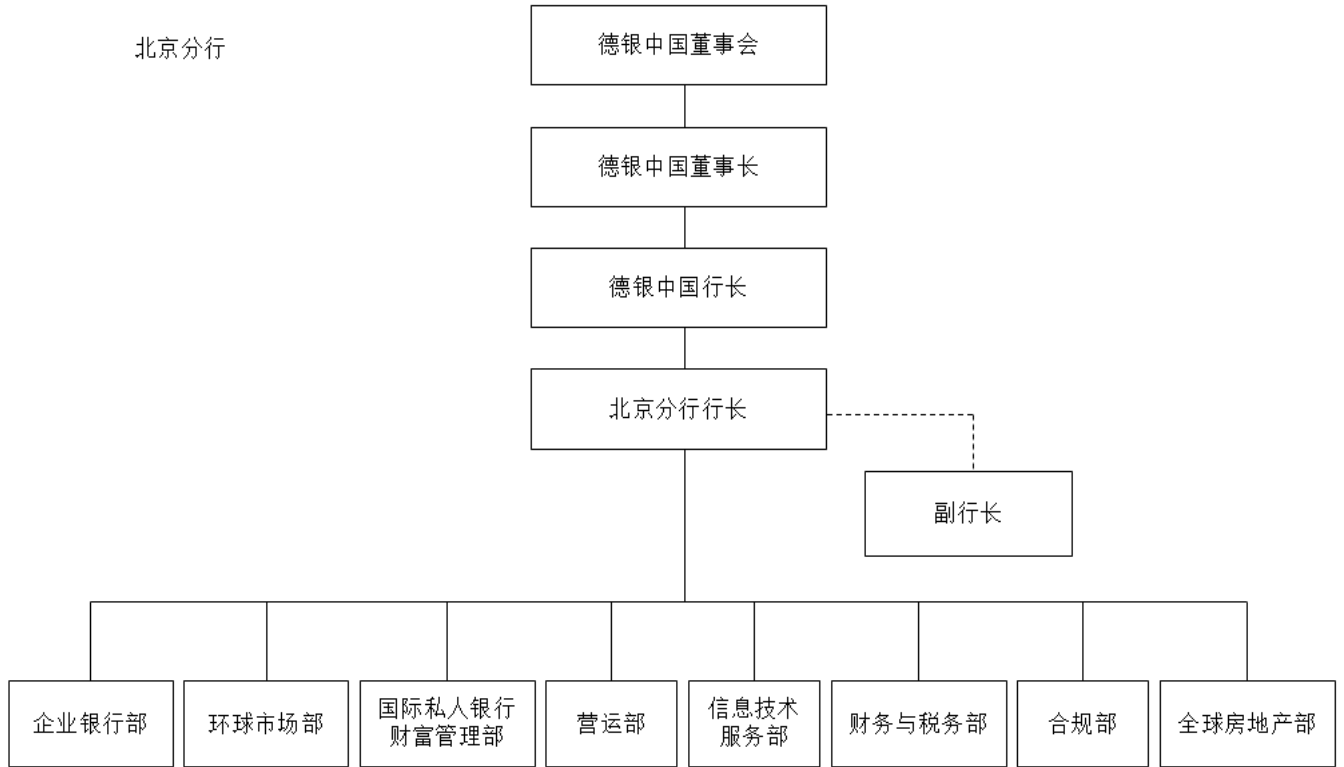 北京分行
德银中国董事会
德银中国董事长
德银中国行长
北京分行行长
副行长
企业银行部
环球市场部
国际私人银行
财富管理部
营运部
信息技术
服务部
财务与税务部
合规部
全球房地产部